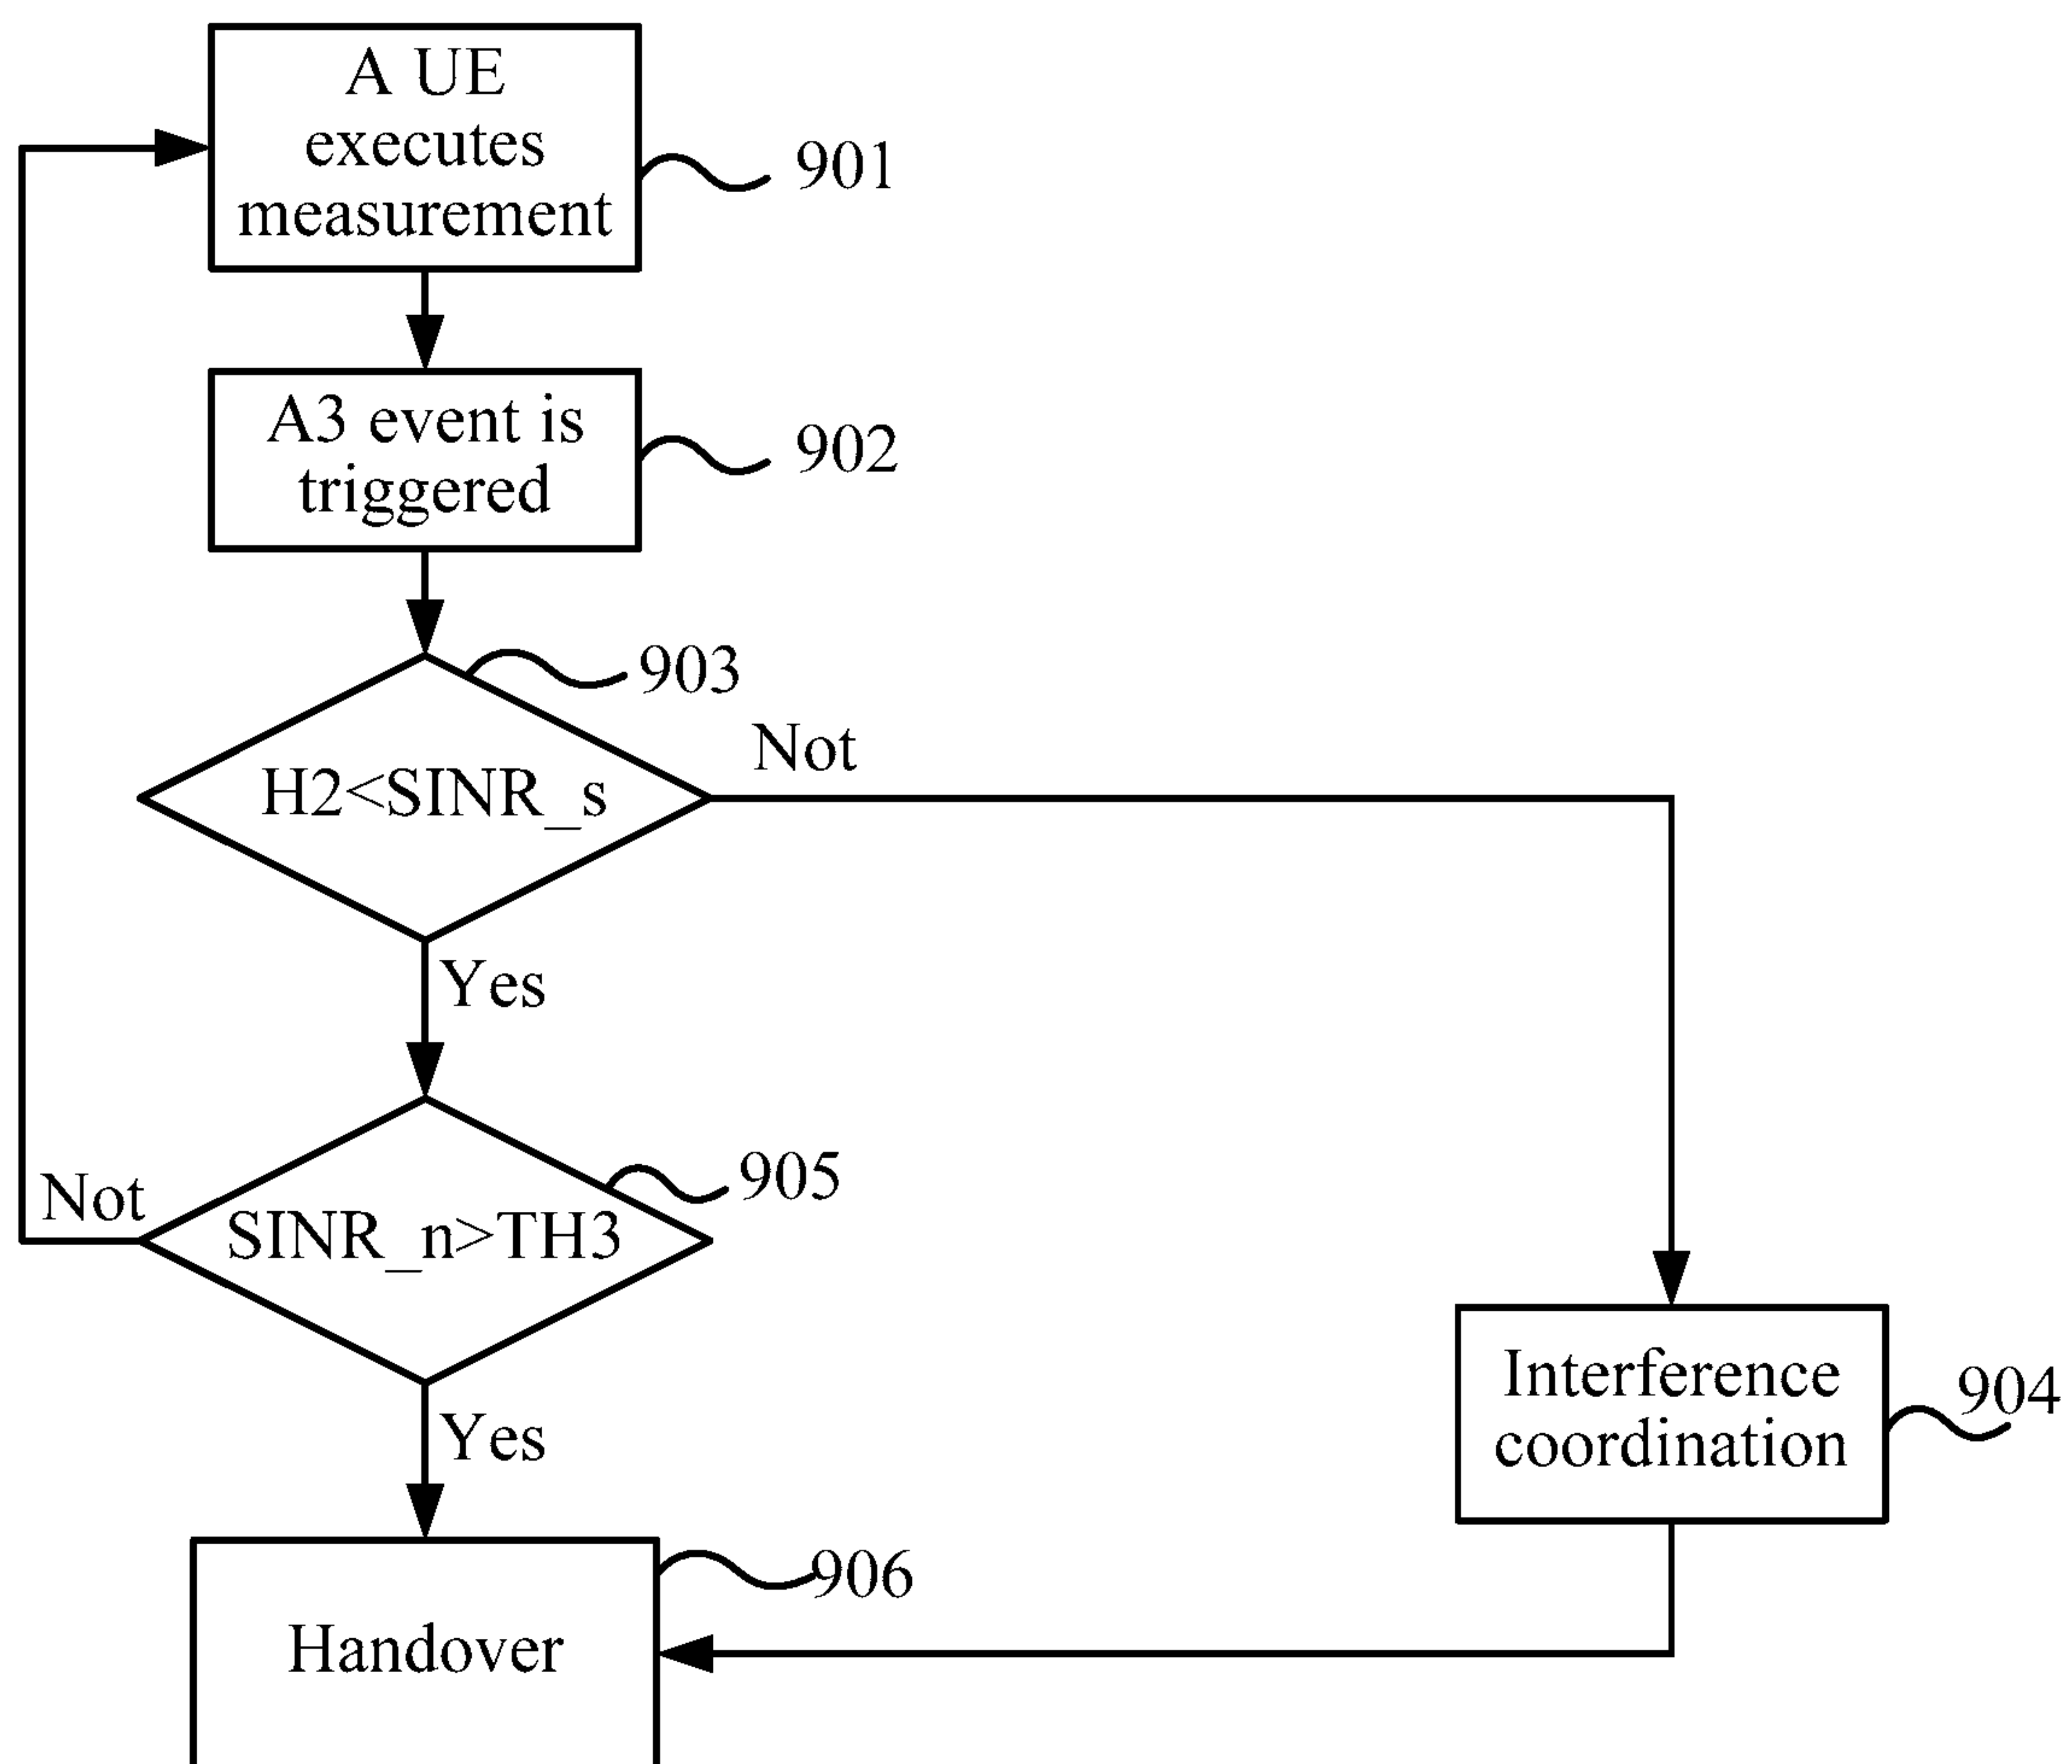 A UE
executes
measurement
901
A3 event is
triggered
902
903
H2<SINR_s
Not
Yes
905
Not
SINR_n>TH3
Yes
Interference
coordination
904
906
Handover